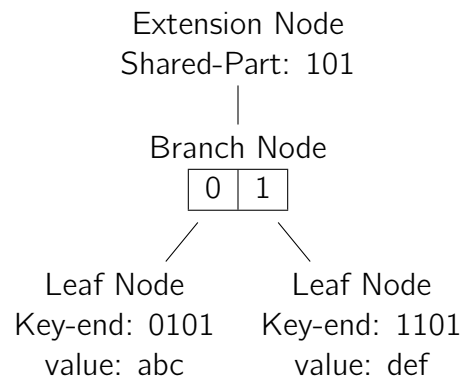 Extension Node
Shared-Part: 101
Branch Node
0 1
Leaf Node
Key-end: 0101
value: abc
Leaf Node
Key-end: 1101
value: def